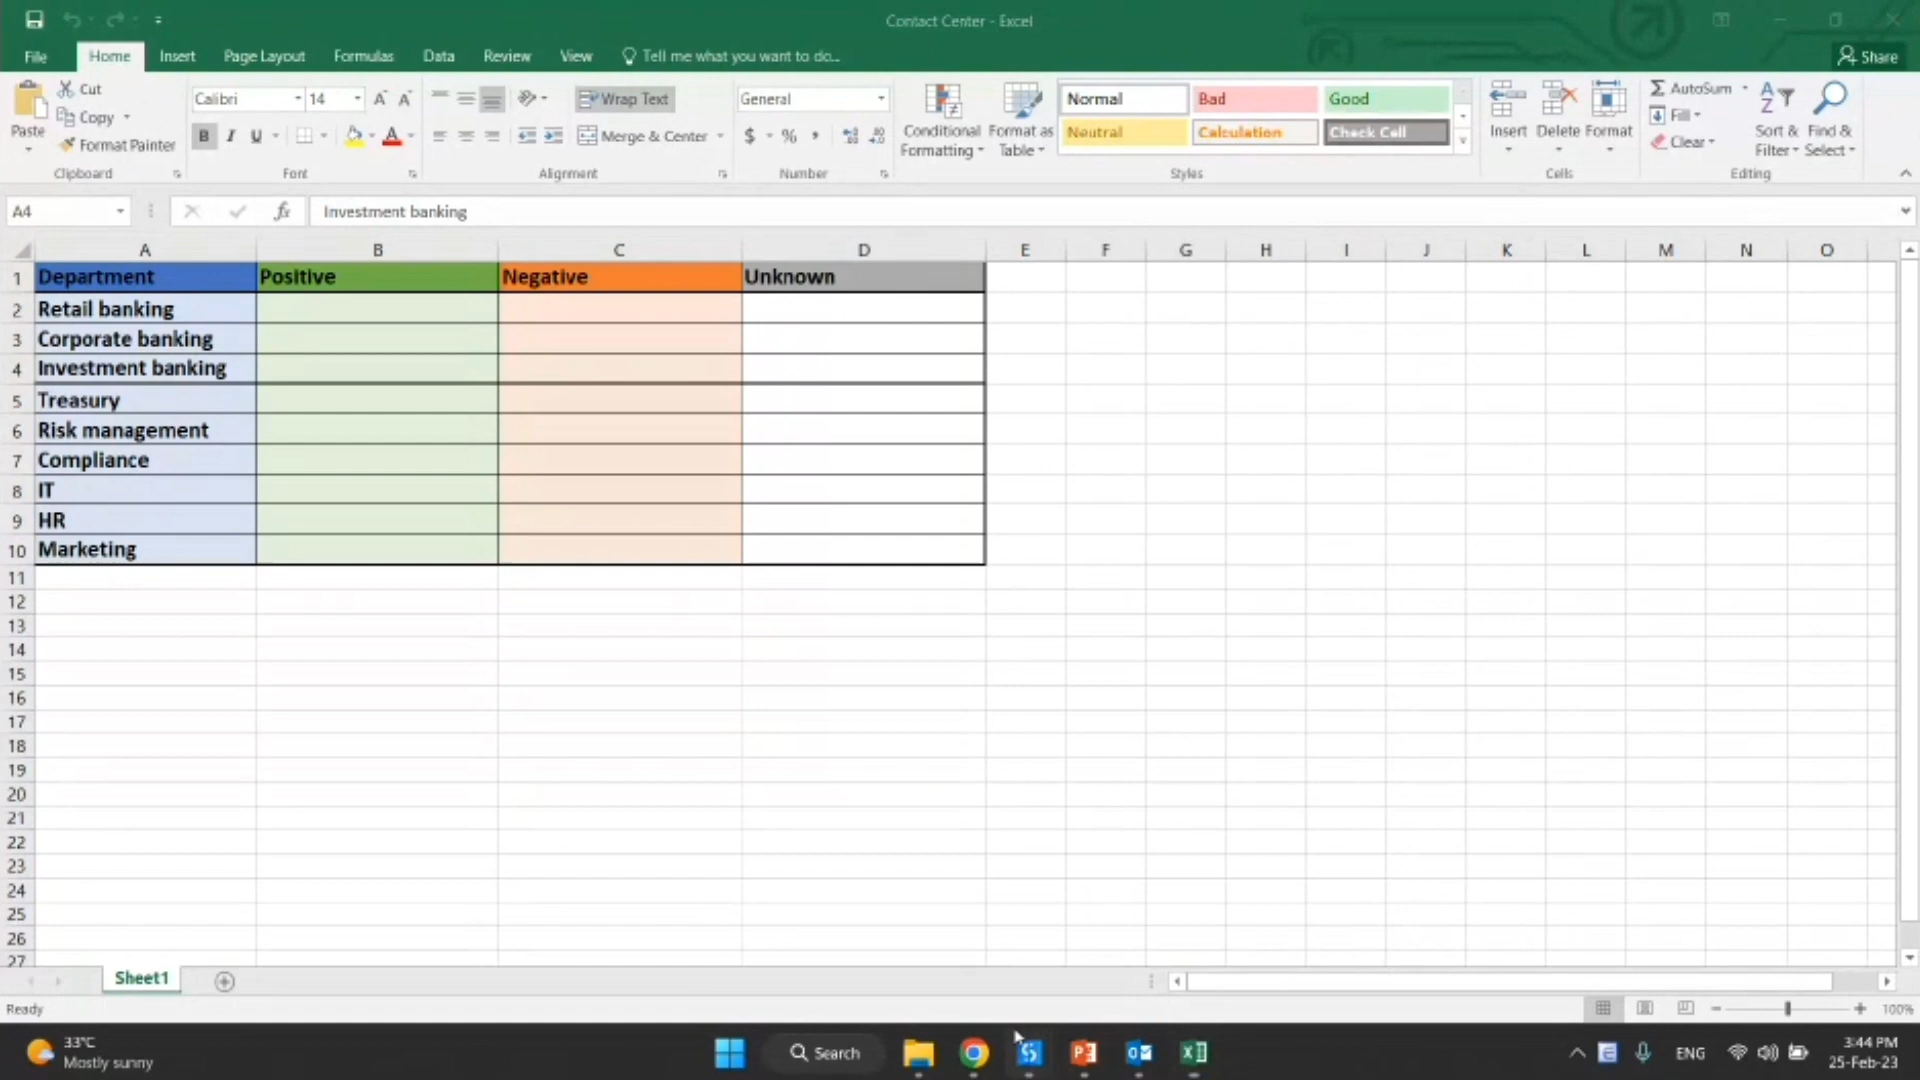 Contact Center - Excel
File Home Insert Page Layout Formulas Data Review View Tell me what you want to do... Share
Paste Cut Copy Format Painter Clipboard
Calibri 14 A A B I U A Font
Wrap Text Merge & Center Alignment
General $ % , Number
Conditional Formatting Format as Table
Normal Bad Good
Neutral Calculation Check Cell
Styles
Insert Delete Format Cells
AutoSum Fill Clear Sort & Filter Find & Select Editing
A4 fx Investment banking
A B C D E F G H I J K L M N O
1 Department Positive Negative Unknown
2 Retail banking
3 Corporate banking
4 Investment banking
5 Treasury
6 Risk management
7 Compliance
8 IT
9 HR
10 Marketing
11
12
13
14
15
16
17
18
19
20
21
22
23
24
25
26
27
Sheet1
Ready 100%
33°C
Mostly sunny
Search
ENG
3:44 PM
25-Feb-23